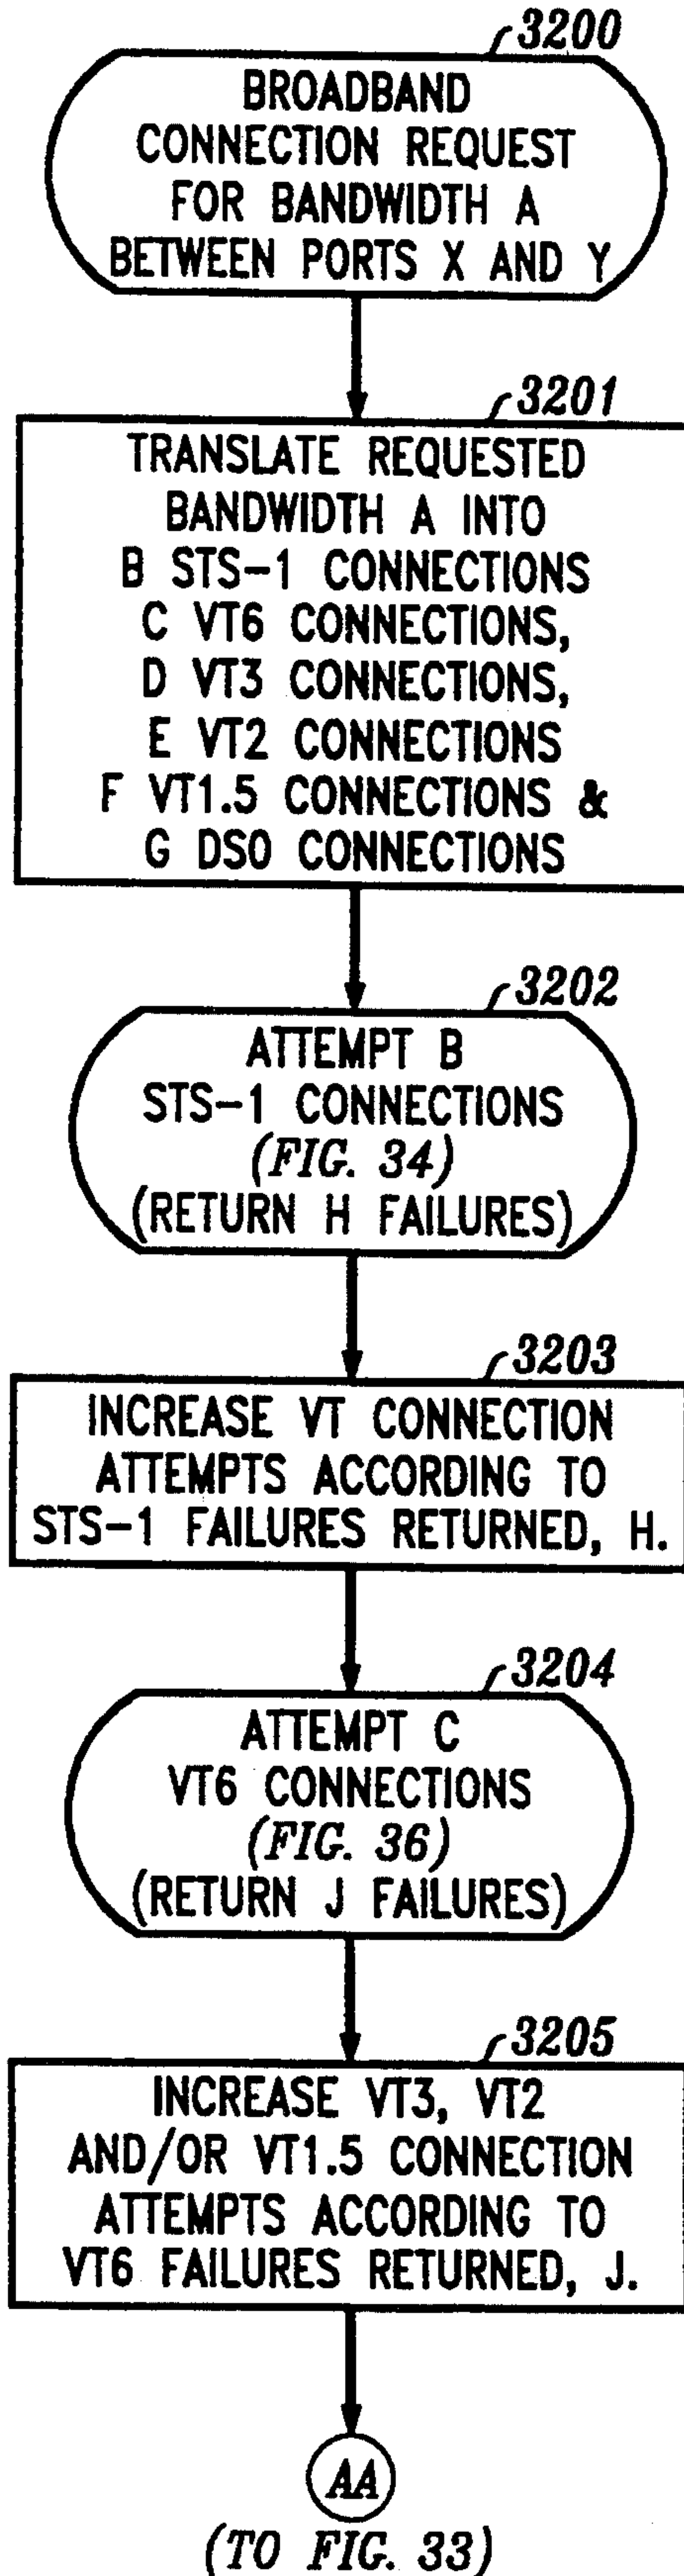 3200
BROADBAND
CONNECTION REQUEST
FOR BANDWIDTH A
BETWEEN PORTS X AND Y
3201
TRANSLATE REQUESTED
BANDWIDTH A INTO
B STS-1 CONNECTIONS
C VT6 CONNECTIONS,
D VT3 CONNECTIONS,
E VT2 CONNECTIONS
F VT1.5 CONNECTIONS &
G DS0 CONNECTIONS
3202
ATTEMPT B
STS-1 CONNECTIONS
(FIG. 34)
(RETURN H FAILURES)
3203
INCREASE VT CONNECTION
ATTEMPTS ACCORDING TO
STS-1 FAILURES RETURNED, H.
3204
ATTEMPT C
VT6 CONNECTIONS
(FIG. 36)
(RETURN J FAILURES)
3205
INCREASE VT3, VT2
AND/OR VT1.5 CONNECTION
ATTEMPTS ACCORDING TO
VT6 FAILURES RETURNED, J.
AA
(TO FIG. 33)